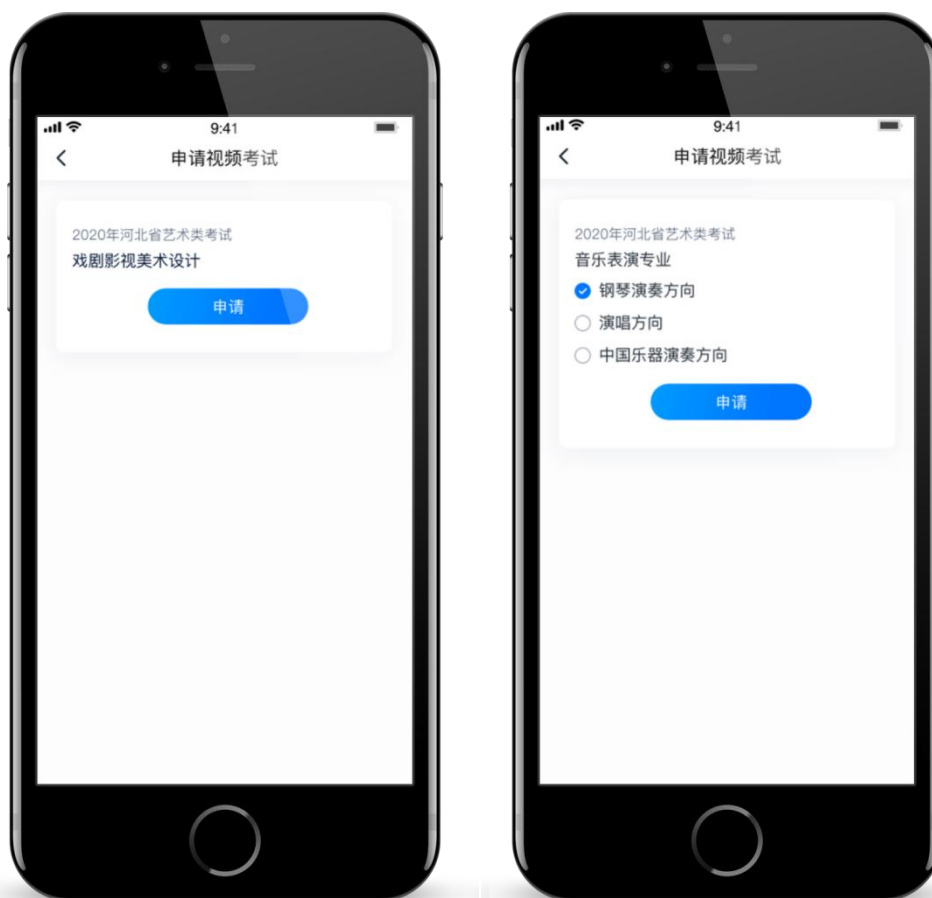 9:41
申请视频考试
2020年河北省艺术类考试
戏剧影视美术设计
申请
9:41
申请视频考试
2020年河北省艺术类考试
音乐表演专业
钢琴演奏方向
演唱方向
中国乐器演奏方向
申请